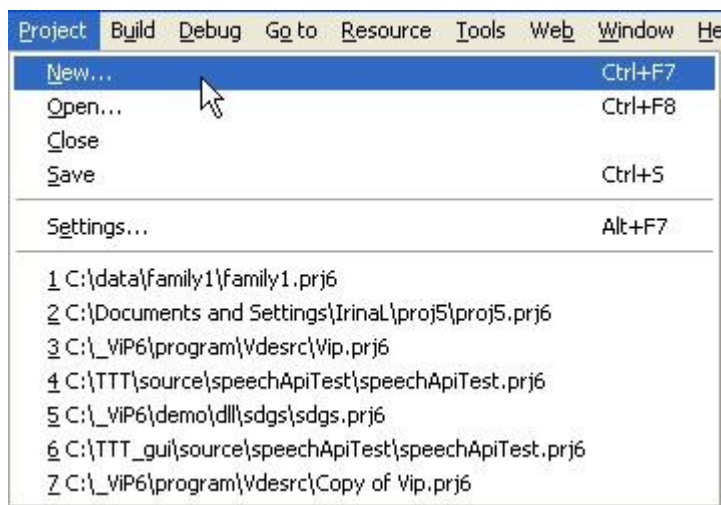 Project Build Debug Go to Resource Tools Web Window He
New... Ctrl+F7
Open... Ctrl+F8
Close
Save Ctrl+S
Settings... Alt+F7
1 C:\data\family1\family1.prj6
2 C:\Documents and Settings\IrinaL\proj5\proj5.prj6
3 C:\_ViP6\program\Vdesrc\Vip.prj6
4 C:\TTT\source\speechApiTest\speechApiTest.prj6
5 C:\_ViP6\demo\dll\sdgs\sdgs.prj6
6 C:\TTT_gui\source\speechApiTest\speechApiTest.prj6
7 C:\_ViP6\program\Vdesrc\Copy of Vip.prj6